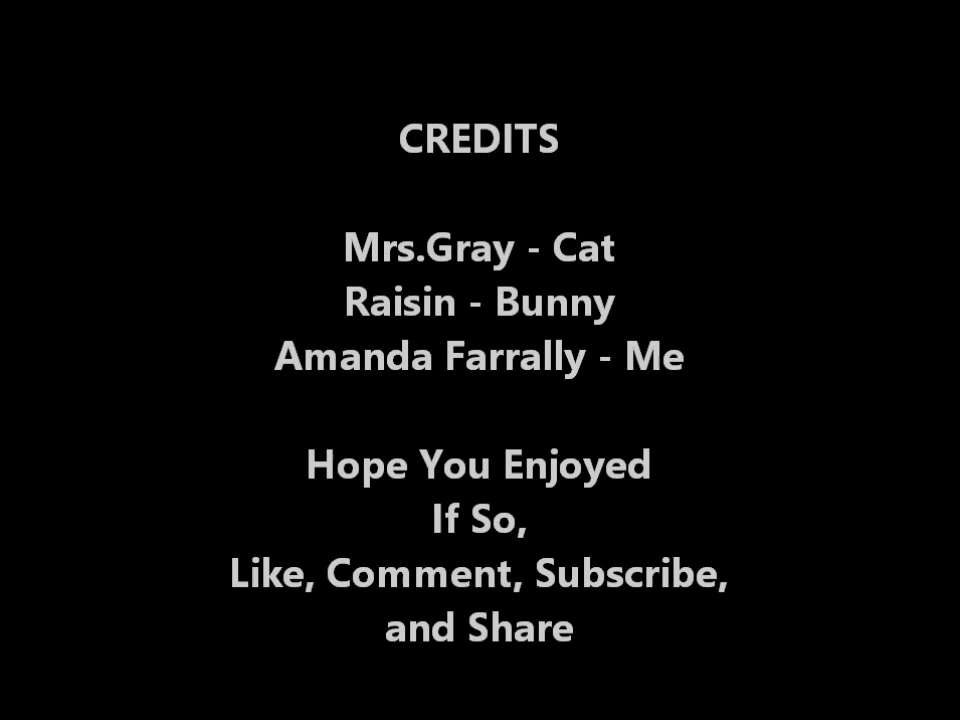 CREDITS
Mrs.Gray - Cat
Raisin - Bunny
Amanda Farrally - Me
Hope You Enjoyed
If So,
Like, Comment, Subscribe,
and Share